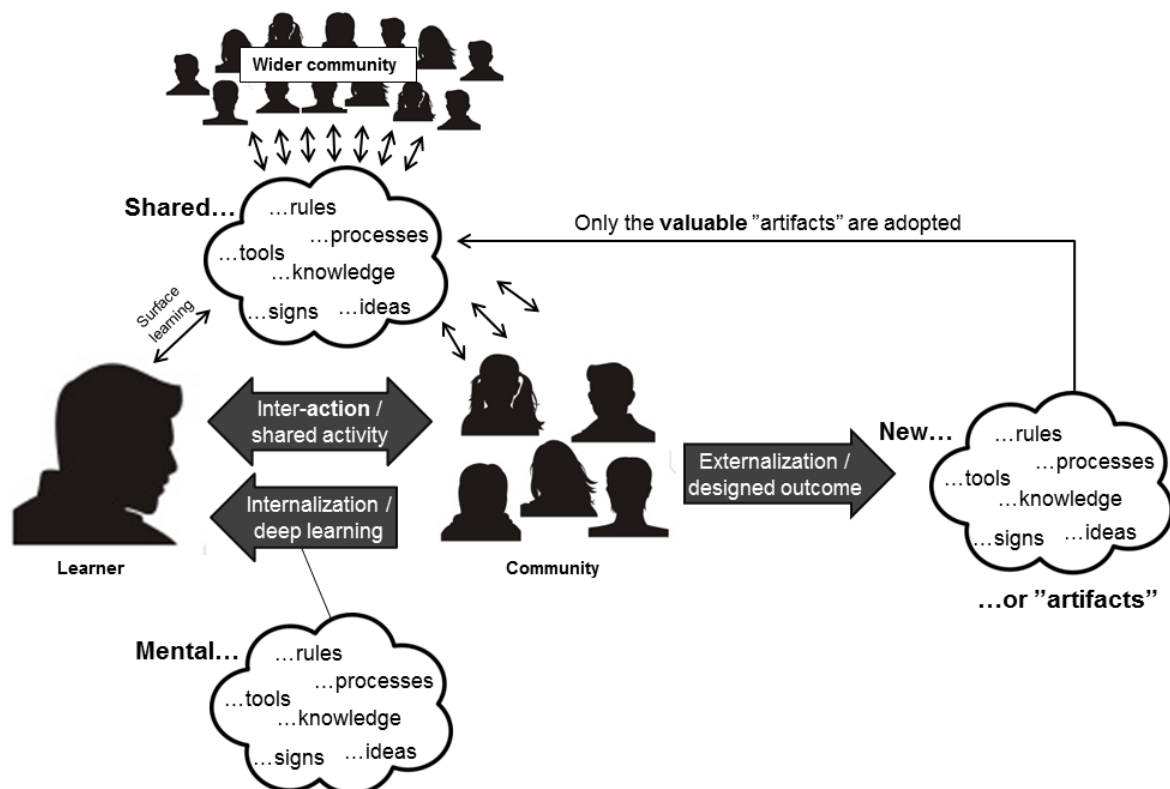 Wider community
Shared…
…rules
…processes
…tools
…knowledge
…signs
…ideas
Only the valuable ”artifacts” are adopted
Surface
learning
Inter-action /
shared activity
Internalization /
deep learning
Learner
Community
Externalization /
designed outcome
New…
…rules
…processes
…tools
…knowledge
…signs
…ideas
…or ”artifacts”
Mental…
…rules
…processes
…tools
…knowledge
…signs
…ideas